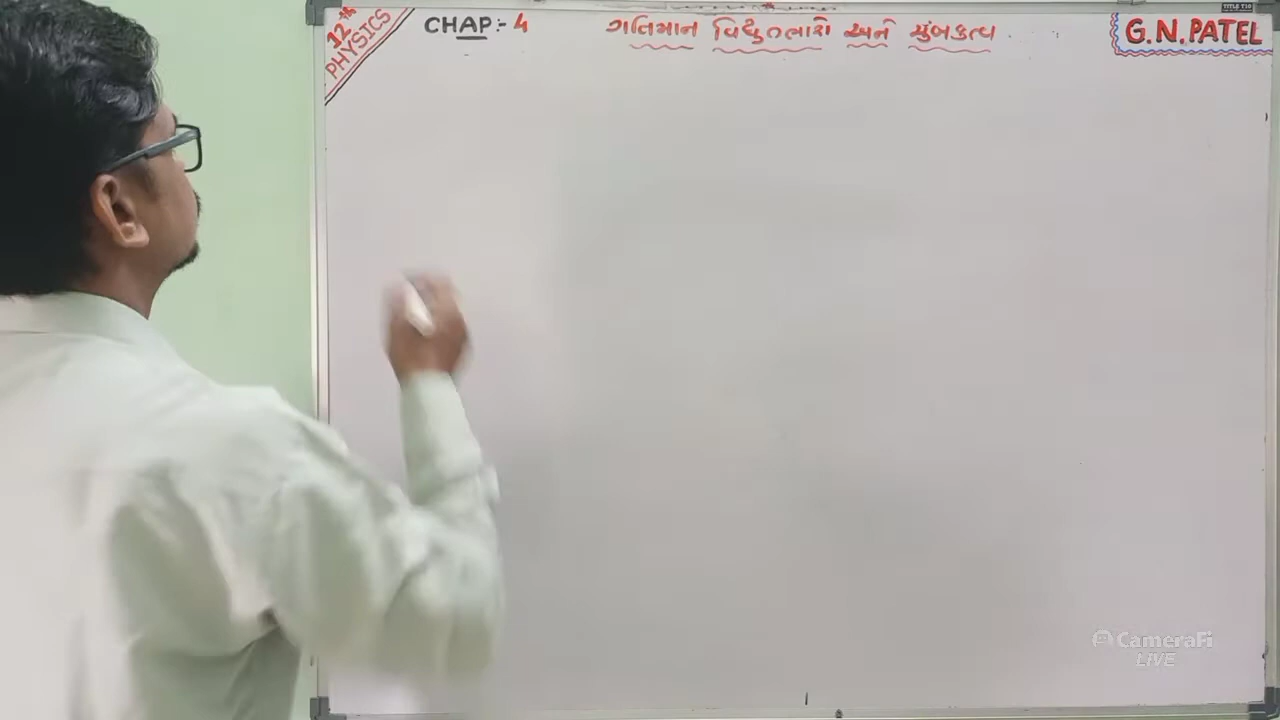 12th PHYSICS
CHAP:- 4
ગતિમાન વિદ્યુતભારો અને ચુંબકત્વ
G.N.PATEL
CameraFi
LIVE